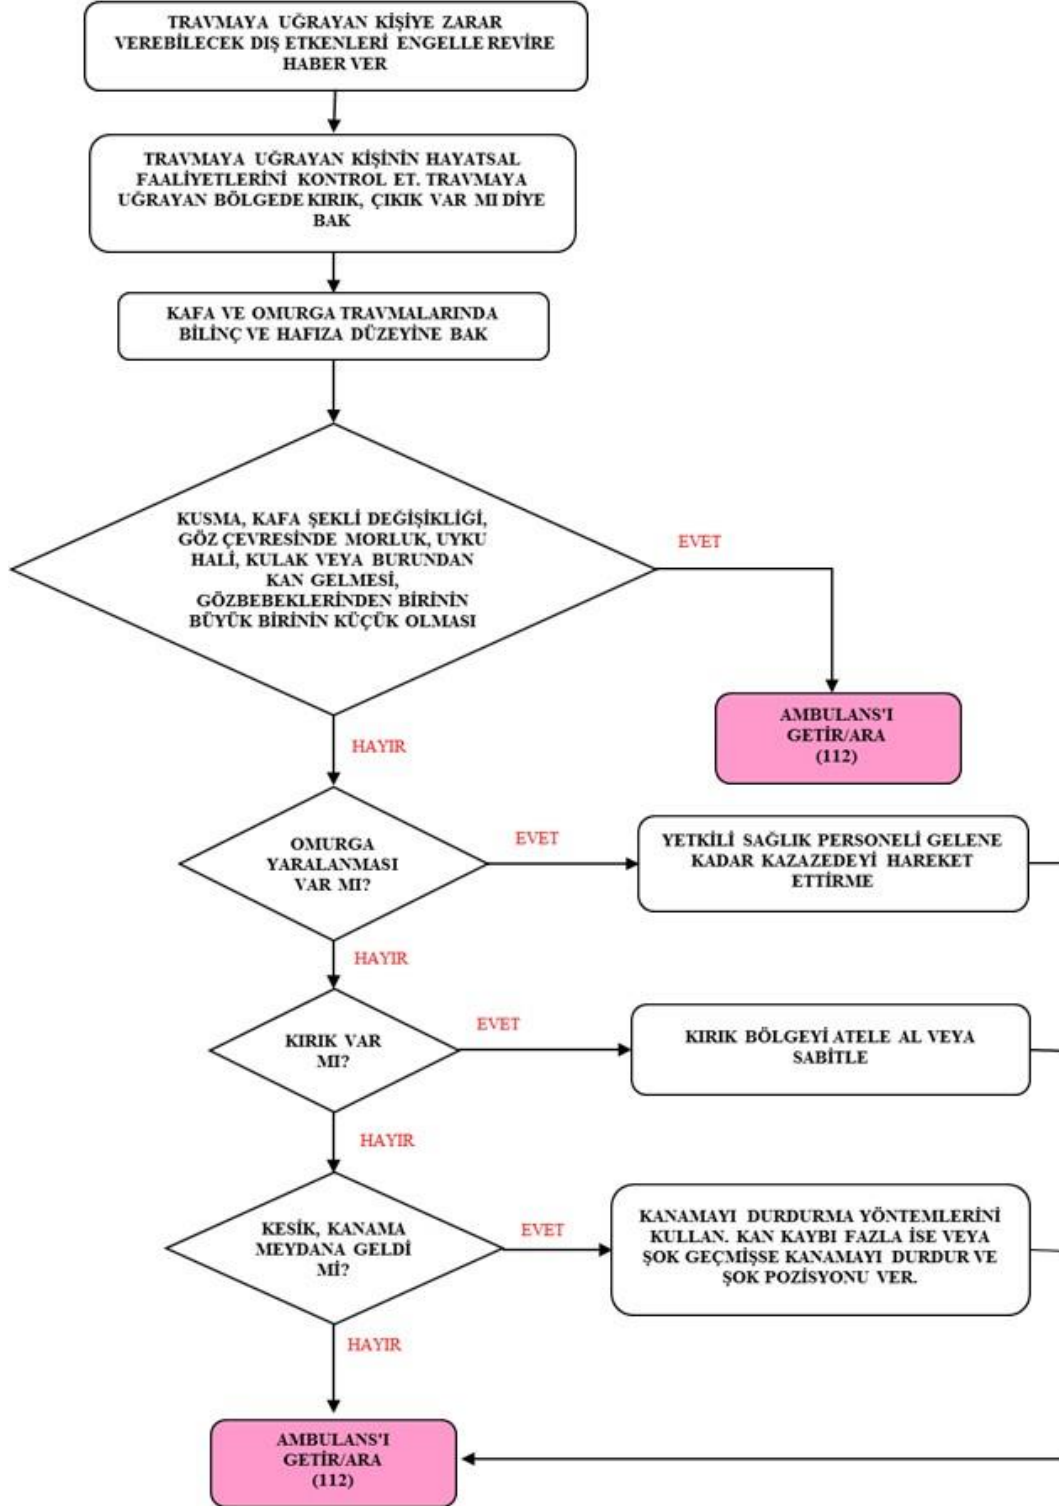 TRAVMAYA UĞRAYAN KİŞİYE ZARAR
VEREBİLECEK DIŞ ETKENLERİ ENGELLE REVİRE
HABER VER
TRAVMAYA UĞRAYAN KİŞİNİN HAYATSAL
FAALİYETLERİNİ KONTROL ET. TRAVMAYA
UĞRAYAN BÖLGEDE KIRIK, ÇIKIK VAR MI DİYE
BAK
KAFA VE OMURGA TRAVMALARINDA
BİLİNÇ VE HAFIZA DÜZEYİNE BAK
KUSMA, KAFA ŞEKLİ DEĞİŞİKLİĞİ,
GÖZ ÇEVRESİNDE MORLUK, UYKU
HALİ, KULAK VEYA BURUNDAN
KAN GELMESİ,
GÖZBEBEKLERİNDEN BİRİNİN
BÜYÜK BİRİNİN KÜÇÜK OLMASI
EVET
AMBULANS'I
GETİR/ARA
(112)
HAYIR
OMURGA
YARALANMASI
VAR MI?
EVET
YETKİLİ SAĞLIK PERSONELİ GELENE
KADAR KAZAZEDEYİ HAREKET
ETTİRME
HAYIR
KIRIK VAR
MI?
EVET
KIRIK BÖLGEYİ ATELE AL VEYA
SABİTLE
HAYIR
KESİK, KANAMA
MEYDANA GELDİ
Mİ?
EVET
KANAMAYI DURDURMA YÖNTEMLERİNİ
KULLAN. KAN KAYBI FAZLA İSE VEYA
ŞOK GEÇMİŞSE KANAMAYI DURDUR VE
ŞOK POZİSYONU VER.
HAYIR
AMBULANS'I
GETİR/ARA
(112)